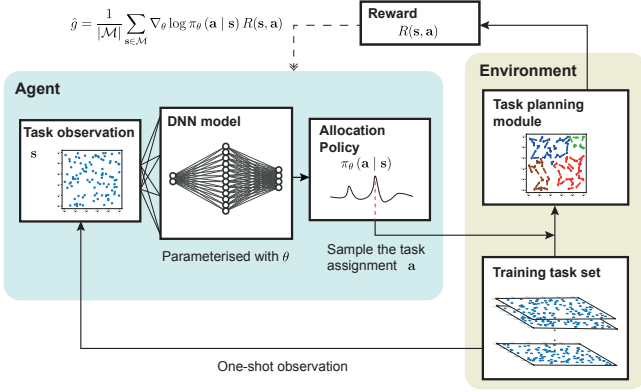 ĝ = 1/|ℳ| ∑_{s∈ℳ} ∇_θ log π_θ (a | s) R(s, a)
Reward
R(s, a)
Agent
Environment
Task observation
s
DNN model
Allocation
Policy
π_θ (a | s)
Task planning
module
Parameterised with θ
Sample the task
assignment a
Training task set
One-shot observation